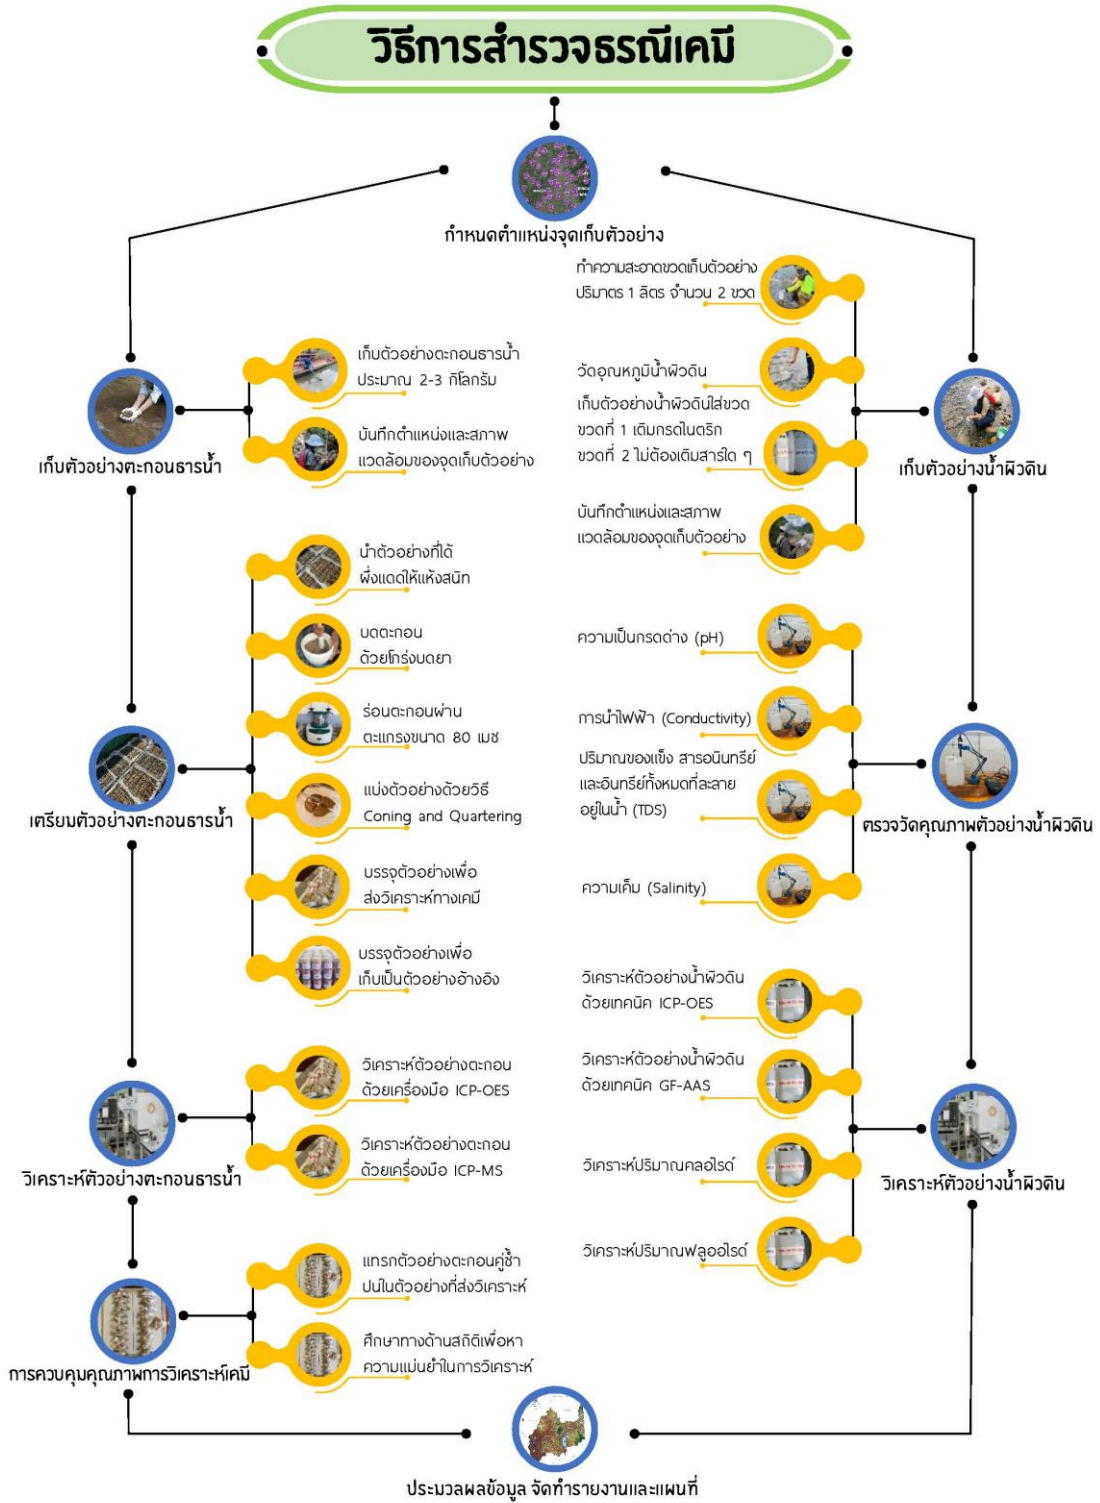 วิธีการสำรวจธรณีเคมี
กำหนดตำแหน่งจุดเก็บตัวอย่าง
เก็บตัวอย่างตะกอนธารน้ำ
เก็บตัวอย่างตะกอนธารน้ำ
ประมาณ 2-3 กิโลกรัม
บันทึกตำแหน่งและสภาพ
แวดล้อมของจุดเก็บตัวอย่าง
เตรียมตัวอย่างตะกอนธารน้ำ
นำตัวอย่างที่ได้
ผึ่งแดดให้แห้งสนิท
บดตะกอน
ด้วยโกร่งบดยา
ร่อนตะกอนผ่าน
ตะแกรงขนาด 80 เมช
แบ่งตัวอย่างด้วยวิธี
Coning and Quartering
บรรจุตัวอย่างเพื่อ
ส่งวิเคราะห์ทางเคมี
บรรจุตัวอย่างเพื่อ
เก็บเป็นตัวอย่างอ้างอิง
วิเคราะห์ตัวอย่างตะกอนธารน้ำ
วิเคราะห์ตัวอย่างตะกอน
ด้วยเครื่องมือ ICP-OES
วิเคราะห์ตัวอย่างตะกอน
ด้วยเครื่องมือ ICP-MS
การควบคุมคุณภาพการวิเคราะห์เคมี
แทรกตัวอย่างตะกอนคู่ซ้ำ
ปนในตัวอย่างที่ส่งวิเคราะห์
ศึกษาทางด้านสถิติเพื่อหา
ความแม่นยำในการวิเคราะห์
เก็บตัวอย่างน้ำผิวดิน
ทำความสะอาดขวดเก็บตัวอย่าง
ปริมาตร 1 ลิตร จำนวน 2 ขวด
วัดอุณหภูมิน้ำผิวดิน
เก็บตัวอย่างน้ำผิวดินใส่ขวด
ขวดที่ 1 เติมกรดไนตริก
ขวดที่ 2 ไม่ต้องเติมสารใด ๆ
บันทึกตำแหน่งและสภาพ
แวดล้อมของจุดเก็บตัวอย่าง
ตรวจวัดคุณภาพตัวอย่างน้ำผิวดิน
ความเป็นกรดด่าง (pH)
การนำไฟฟ้า (Conductivity)
ปริมาณของแข็ง สารอนินทรีย์
และอินทรีย์ทั้งหมดที่ละลาย
อยู่ในน้ำ (TDS)
ความเค็ม (Salinity)
วิเคราะห์ตัวอย่างน้ำผิวดิน
วิเคราะห์ตัวอย่างน้ำผิวดิน
ด้วยเทคนิค ICP-OES
วิเคราะห์ตัวอย่างน้ำผิวดิน
ด้วยเทคนิค GF-AAS
วิเคราะห์ปริมาณคลอไรด์
วิเคราะห์ปริมาณฟลูออไรด์
ประมวลผลข้อมูล จัดทำรายงานและแผนที่